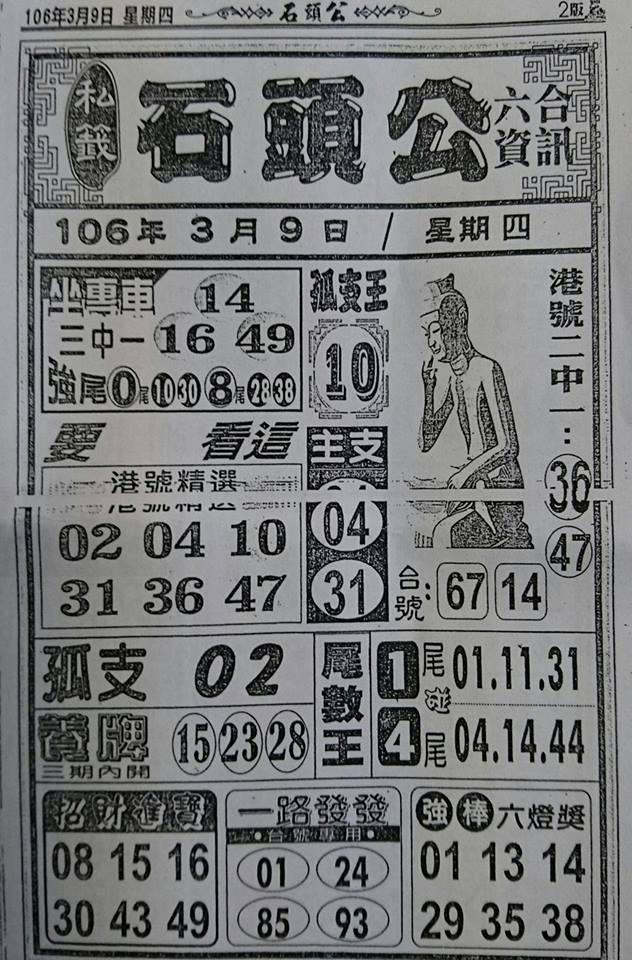 106年3月9日 星期四
石頭公
2版
私籤
石頭公
六合
資訊
106年 3月9日 / 星期四
坐專車 14
三中一 16 49
強尾 0尾 10 30 8尾 28 38
孤支王
10
港號二中一:
36
47
要 看這
港號精選
02 04 10
31 36 47
主支
04
31
台號: 67 14
孤支 02
養牌 15 23 28
三期內開
尾數王
1尾 01.11.31
碰
4尾 04.14.44
招財進寶
08 15 16
30 43 49
一路發發
•台號專用•
01 24
85 93
強棒六燈獎
01 13 14
29 35 38